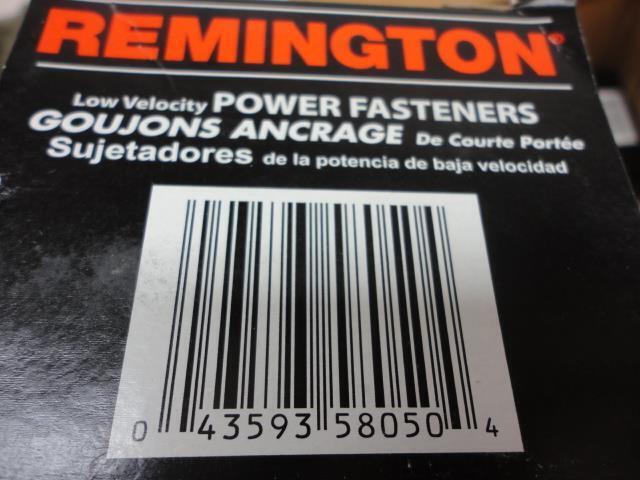 REMINGTON®
Low Velocity POWER FASTENERS
GOUJONS ANCRAGE De Courte Portée
Sujetadores de la potencia de baja velocidad
0 43593 58050 4